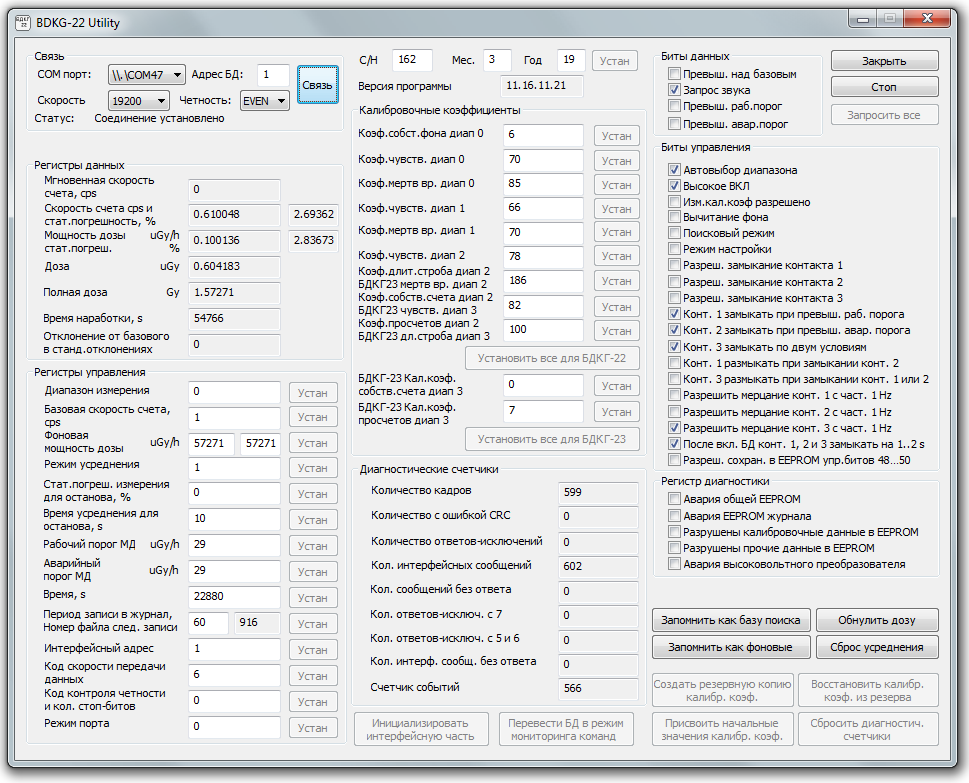 BDKG-22 Utility
Связь
COM порт: \\.\COM47 Адрес БД: 1 Связь
Скорость 19200 Четность: EVEN
Статус: Соединение установлено
Регистры данных
Мгновенная скорость
счета, cps 0
Скорость счета cps и
стат.погрешность, % 0.610048 2.69362
Мощность дозы uGy/h
стат.погреш. % 0.100136 2.83673
Доза uGy 0.604183
Полная доза Gy 1.57271
Время наработки, s 54766
Отклонение от базового
в станд.отклонениях 0
Регистры управления
Диапазон измерения 0 Устан
Базовая скорость счета,
cps 1 Устан
Фоновая
мощность дозы uGy/h 57271 57271 Устан
Режим усреднения 1 Устан
Стат.погреш. измерения
для останова, % 0 Устан
Время усреднения для
останова, s 10 Устан
Рабочий порог МД uGy/h 29 Устан
Аварийный
порог МД uGy/h 29 Устан
Время, s 22880 Устан
Период записи в журнал,
Номер файла след. записи 60 916 Устан
Интерфейсный адрес 1 Устан
Код скорости передачи
данных 6 Устан
Код контроля четности
и кол. стоп-битов 0 Устан
Режим порта 0 Устан
С/Н 162 Мес. 3 Год 19 Устан
Версия программы 11.16.11.21
Калибровочные коэффициенты
Коэф.собст.фона диап 0 6 Устан
Коэф.чувств. диап 0 70 Устан
Коэф.мертв вр. диап 0 85 Устан
Коэф.чувств. диап 1 66 Устан
Коэф.мертв вр. диап 1 70 Устан
Коэф.чувств. диап 2 78 Устан
Коэф.длит.строба диап 2
БДКГ23 мертв вр. диап 2 186 Устан
Коэф.собств.счета диап 2
БДКГ23 чувств. диап 3 82 Устан
Коэф.просчетов диап 2
БДКГ23 дл.строба диап 3 100 Устан
Установить все для БДКГ-22
БДКГ-23 Кал.коэф.
собств.счета диап 3 0 Устан
БДКГ-23 Кал.коэф.
просчетов диап 3 7 Устан
Установить все для БДКГ-23
Диагностические счетчики
Количество кадров 599
Количество с ошибкой CRC 0
Количество ответов-исключений 0
Кол. интерфейсных сообщений 602
Кол. сообщений без ответа 0
Кол. ответов-исключ. с 7 0
Кол. ответов-исключ. с 5 и 6 0
Кол. интерф. сообщ. без ответа 0
Счетчик событий 566
Инициализировать
интерфейсную часть
Перевести БД в режим
мониторинга команд
Биты данных
Превыш. над базовым
Запрос звука
Превыш. раб.порог
Превыш. авар.порог
Закрыть
Стоп
Запросить все
Биты управления
Автовыбор диапазона
Высокое ВКЛ
Изм.кал.коэф разрешено
Вычитание фона
Поисковый режим
Режим настройки
Разреш. замыкание контакта 1
Разреш. замыкание контакта 2
Разреш. замыкание контакта 3
Конт. 1 замыкать при превыш. раб. порога
Конт. 2 замыкать при превыш. авар. порога
Конт. 3 замыкать по двум условиям
Конт. 1 размыкать при замыкании конт. 2
Конт. 3 размыкать при замыкании конт. 1 или 2
Разрешить мерцание конт. 1 с част. 1 Hz
Разрешить мерцание конт. 2 с част. 1 Hz
Разрешить мерцание конт. 3 с част. 1 Hz
После вкл. БД конт. 1, 2 и 3 замыкать на 1..2 s
Разреш. сохран. в EEPROM упр.битов 48...50
Регистр диагностики
Авария общей EEPROM
Авария EEPROM журнала
Разрушены калибровочные данные в EEPROM
Разрушены прочие данные в EEPROM
Авария высоковольтного преобразователя
Запомнить как базу поиска Обнулить дозу
Запомнить как фоновые Сброс усреднения
Создать резервную копию
калибр. коэф.
Восстановить калибр.
коэф. из резерва
Присвоить начальные
значения калибр. коэф.
Сбросить диагностич.
счетчики